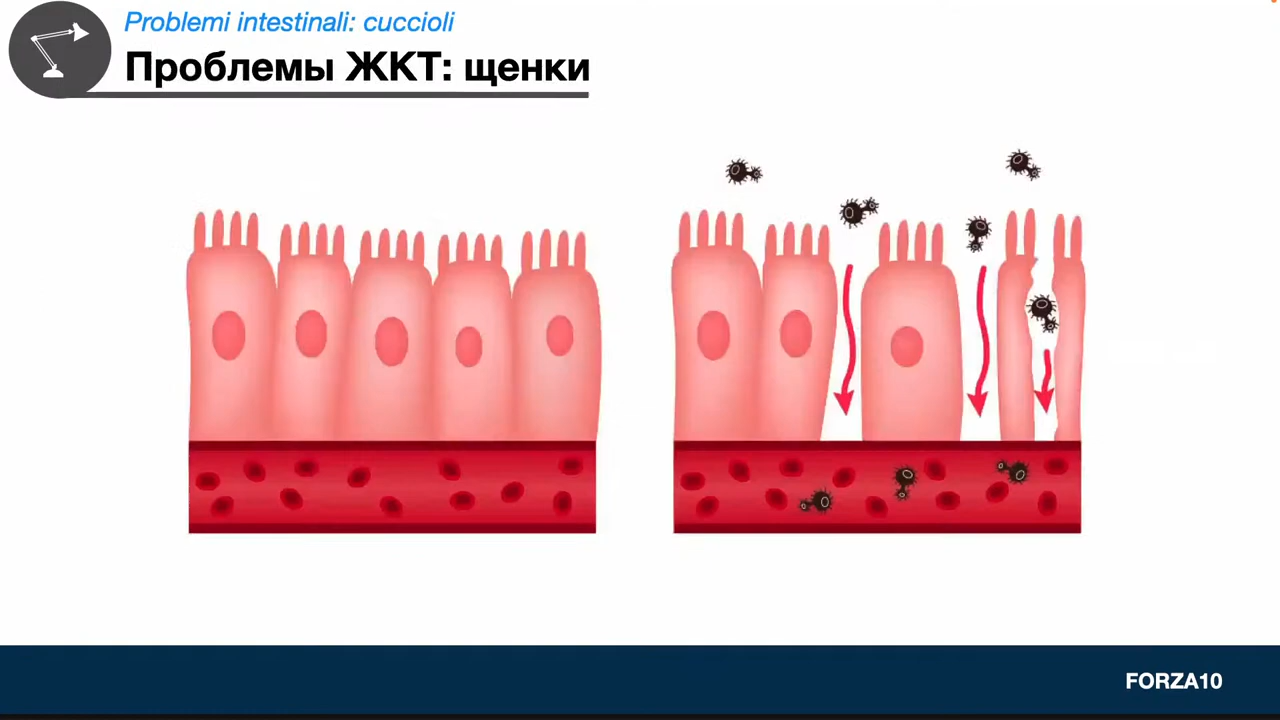 Problemi intestinali: cuccioli
Проблемы ЖКТ: щенки
FORZA10